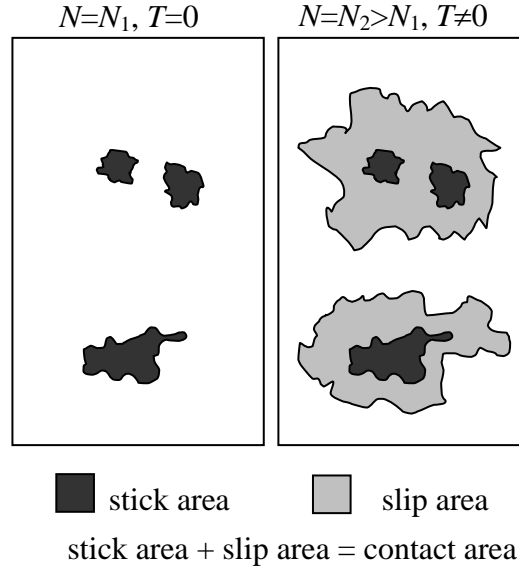 N=N₁, T=0
N=N₂>N₁, T≠0
stick area
slip area
stick area + slip area = contact area